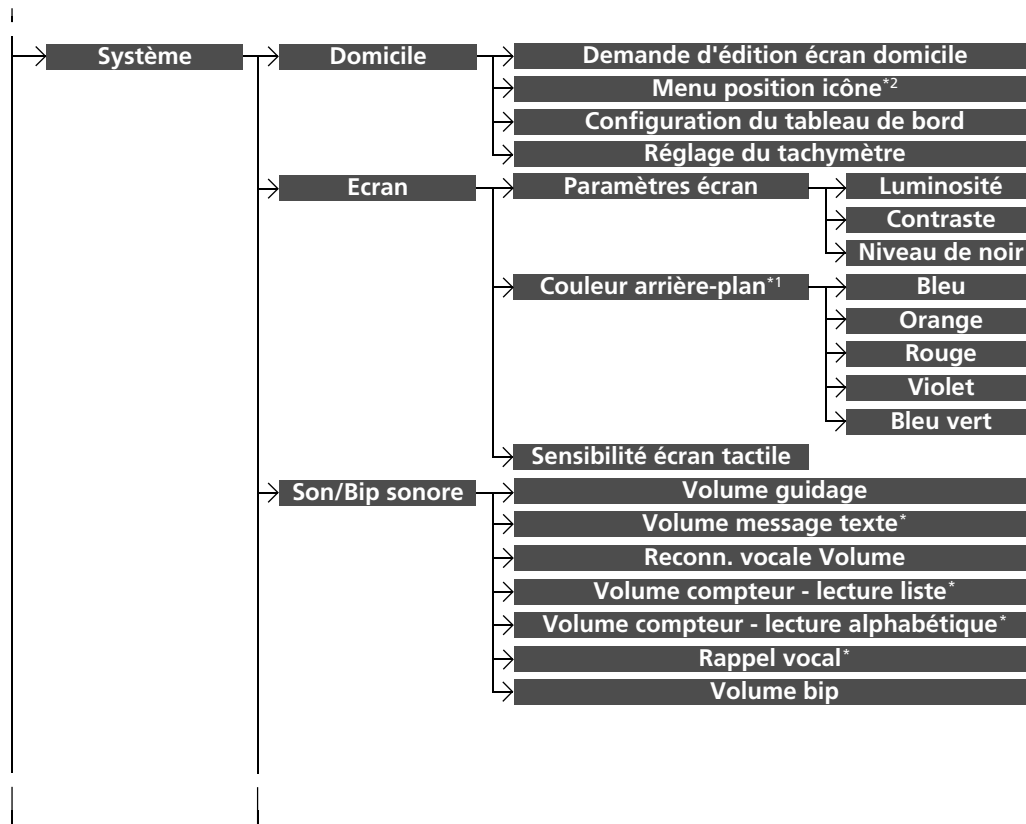 Système
Domicile
Demande d'édition écran domicile
Menu position icône*2
Configuration du tableau de bord
Réglage du tachymètre
Ecran
Paramètres écran
Luminosité
Contraste
Niveau de noir
Couleur arrière-plan*1
Bleu
Orange
Rouge
Violet
Bleu vert
Sensibilité écran tactile
Son/Bip sonore
Volume guidage
Volume message texte*
Reconn. vocale Volume
Volume compteur - lecture liste*
Volume compteur - lecture alphabétique*
Rappel vocal*
Volume bip